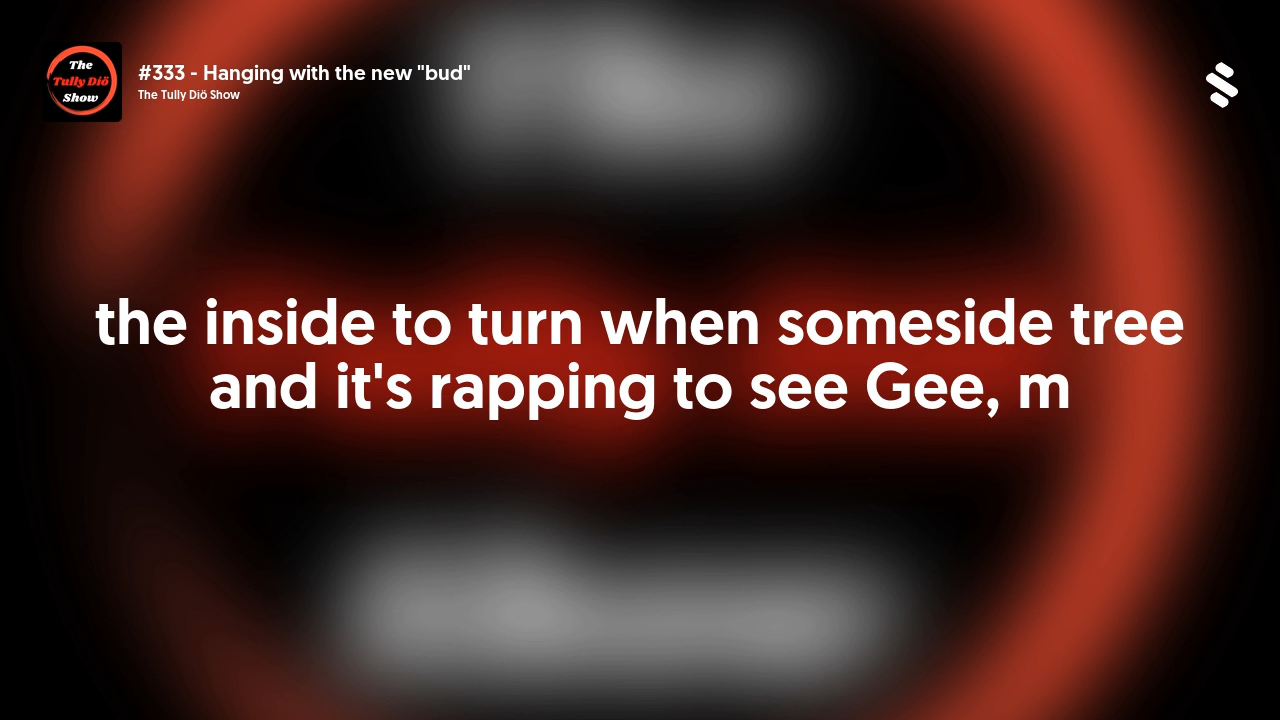 The
Tully Diö
Show
#333 - Hanging with the new "bud"
The Tully Diö Show
the inside to turn when someside tree
and it's rapping to see Gee, m